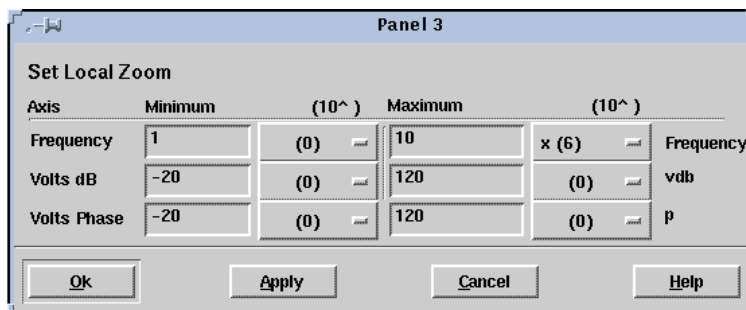 Panel 3
Set Local Zoom
Axis Minimum (10^ ) Maximum (10^ )
Frequency 1 (0) 10 x (6) Frequency
Volts dB -20 (0) 120 (0) vdb
Volts Phase -20 (0) 120 (0) p
Ok Apply Cancel Help